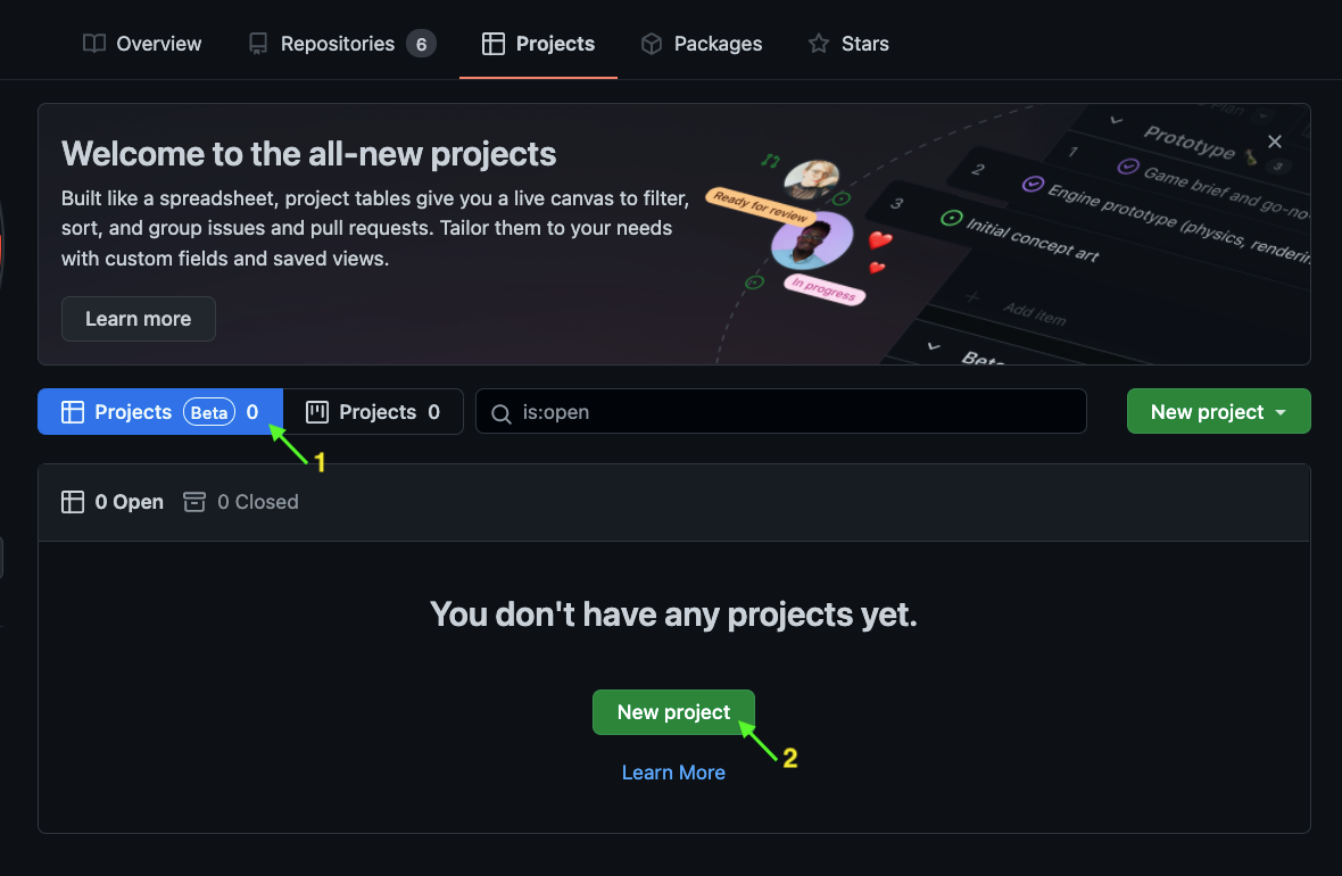 Overview Repositories 6 Projects Packages Stars
Welcome to the all-new projects
Built like a spreadsheet, project tables give you a live canvas to filter,
sort, and group issues and pull requests. Tailor them to your needs
with custom fields and saved views.
Learn more
Ready for review
In progress
Plan
Prototype 3
1 Game brief and go-no-
2 Engine prototype (physics, renderin
3 Initial concept art
Add item
Beta
Projects Beta 0 Projects 0 is:open New project
1
0 Open 0 Closed
You don't have any projects yet.
New project
2
Learn More